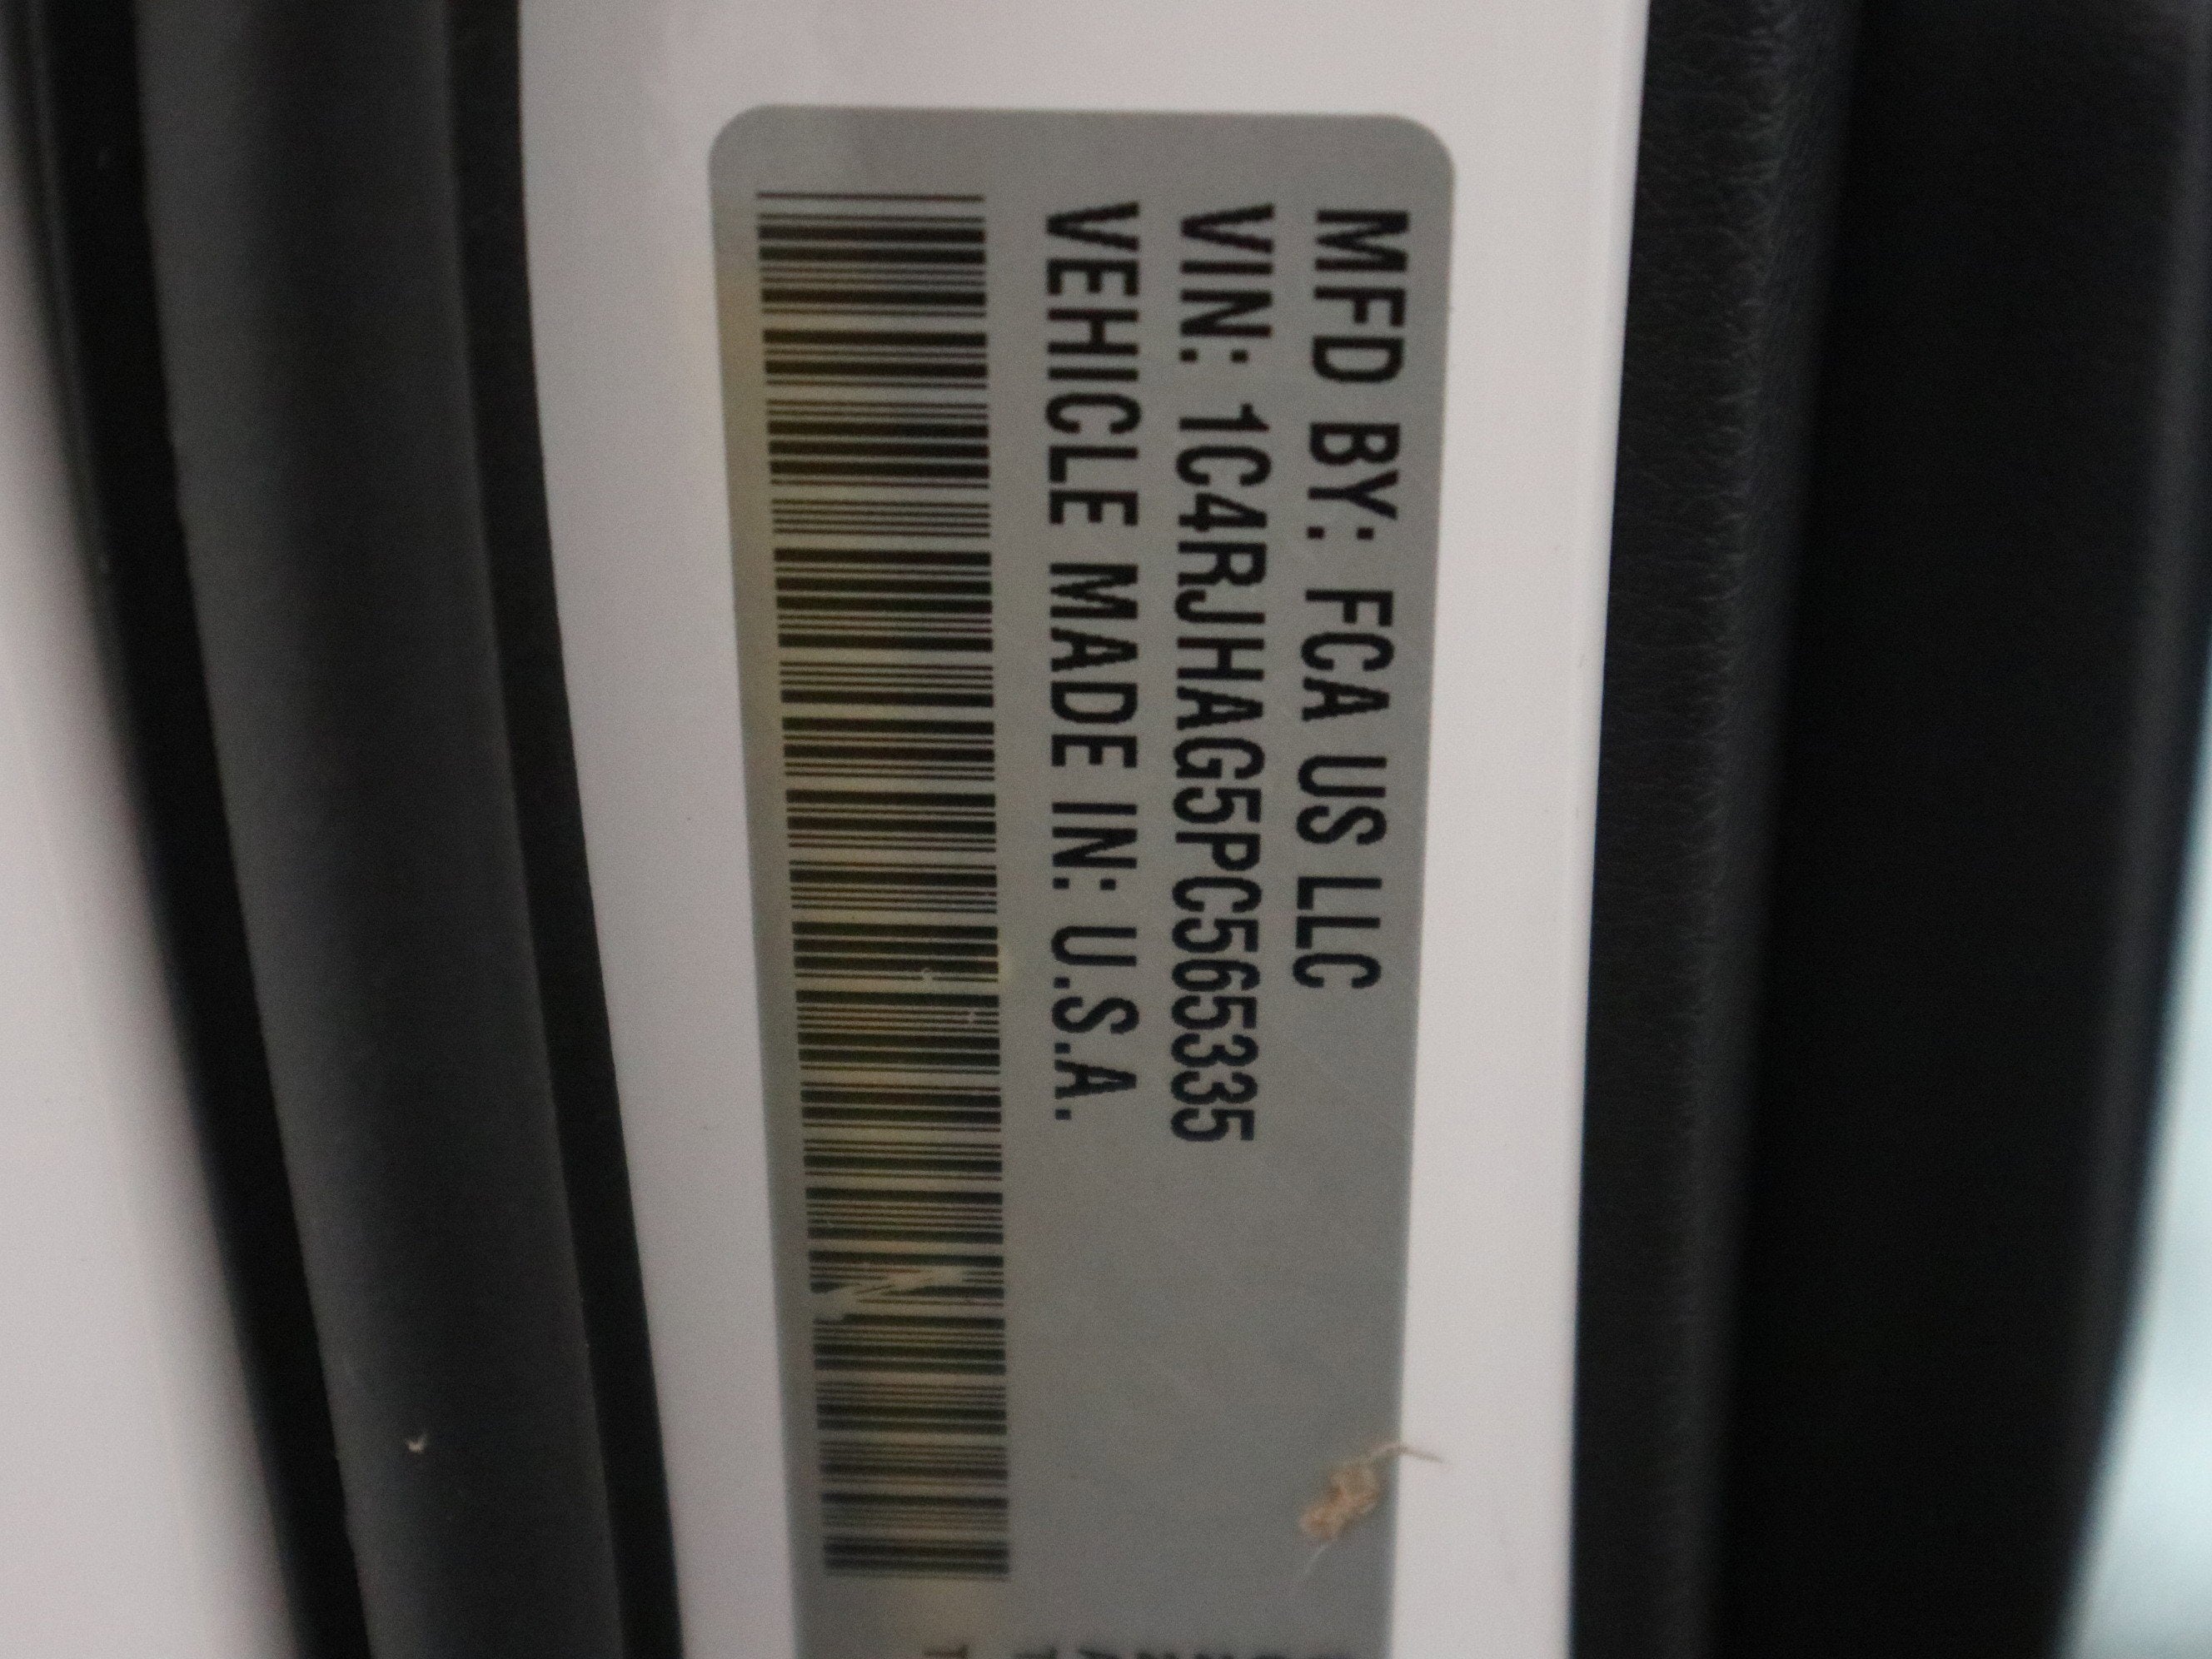 MFD BY: FCA US LLC
VIN: 1C4RJHAG5PC565335
VEHICLE MADE IN: U.S.A.